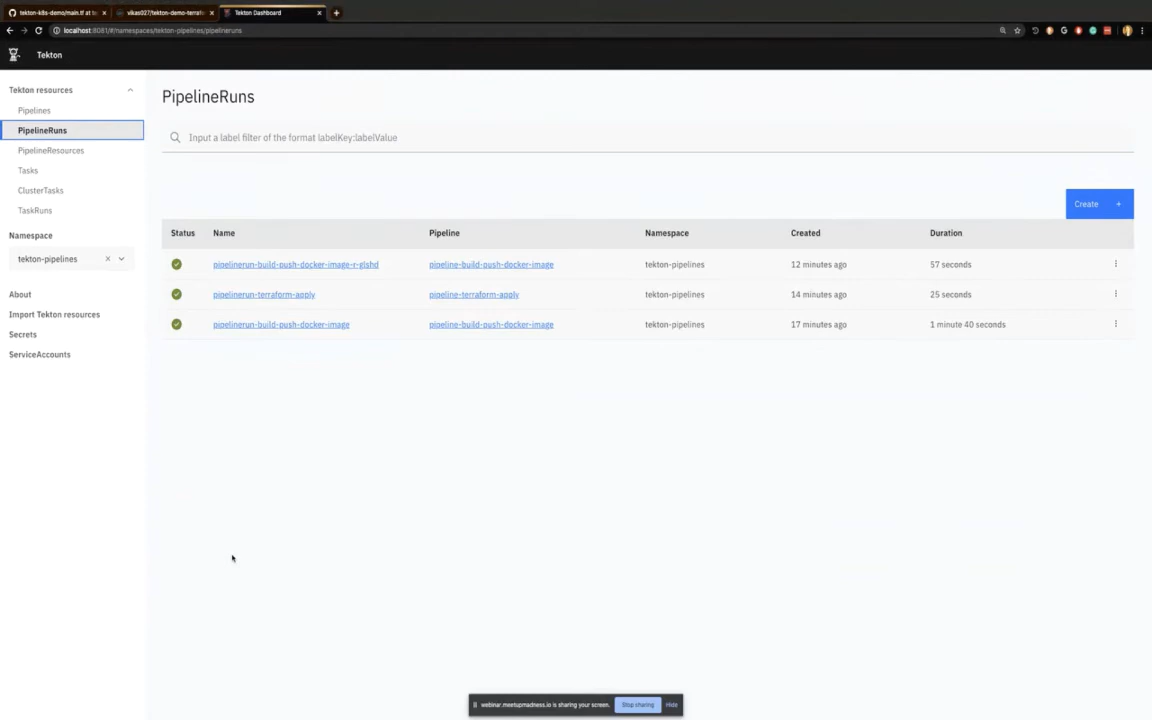 tekton-k8s-demo/main.tf at te
vikas027/tekton-demo-terraf
Tekton Dashboard
localhost:8081/#/namespaces/tekton-pipelines/pipelineruns
Tekton
Tekton resources
Pipelines
PipelineRuns
PipelineResources
Tasks
ClusterTasks
TaskRuns
Namespace
tekton-pipelines
About
Import Tekton resources
Secrets
ServiceAccounts
PipelineRuns
Input a label filter of the format labelKey:labelValue
Create +
Status Name Pipeline Namespace Created Duration
pipelinerun-build-push-docker-image-r-glshd pipeline-build-push-docker-image tekton-pipelines 12 minutes ago 57 seconds
pipelinerun-terraform-apply pipeline-terraform-apply tekton-pipelines 14 minutes ago 25 seconds
pipelinerun-build-push-docker-image pipeline-build-push-docker-image tekton-pipelines 17 minutes ago 1 minute 40 seconds
webinar.meetupmadness.io is sharing your screen. Stop sharing Hide